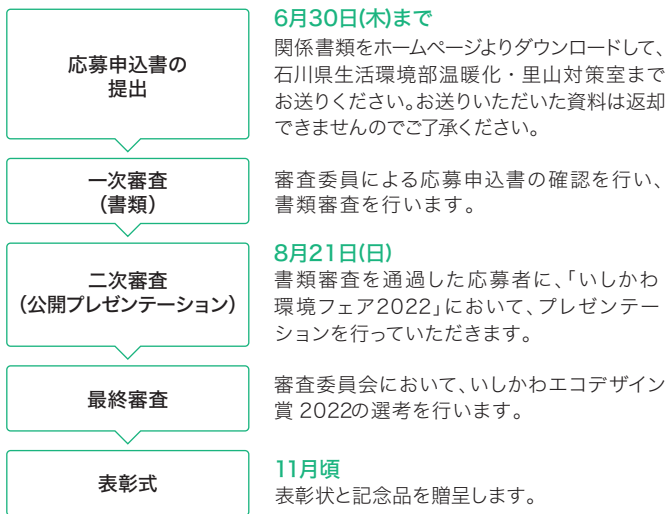 応募申込書の
提出
6月30日(木)まで
関係書類をホームページよりダウンロードして、
石川県生活環境部温暖化・里山対策室まで
お送りください。お送りいただいた資料は返却
できませんのでご了承ください。
一次審査
(書類)
審査委員による応募申込書の確認を行い、
書類審査を行います。
二次審査
(公開プレゼンテーション)
8月21日(日)
書類審査を通過した応募者に、「いしかわ
環境フェア2022」において、プレゼンテー
ションを行っていただきます。
最終審査
審査委員会において、いしかわエコデザイン
賞 2022の選考を行います。
表彰式
11月頃
表彰状と記念品を贈呈します。